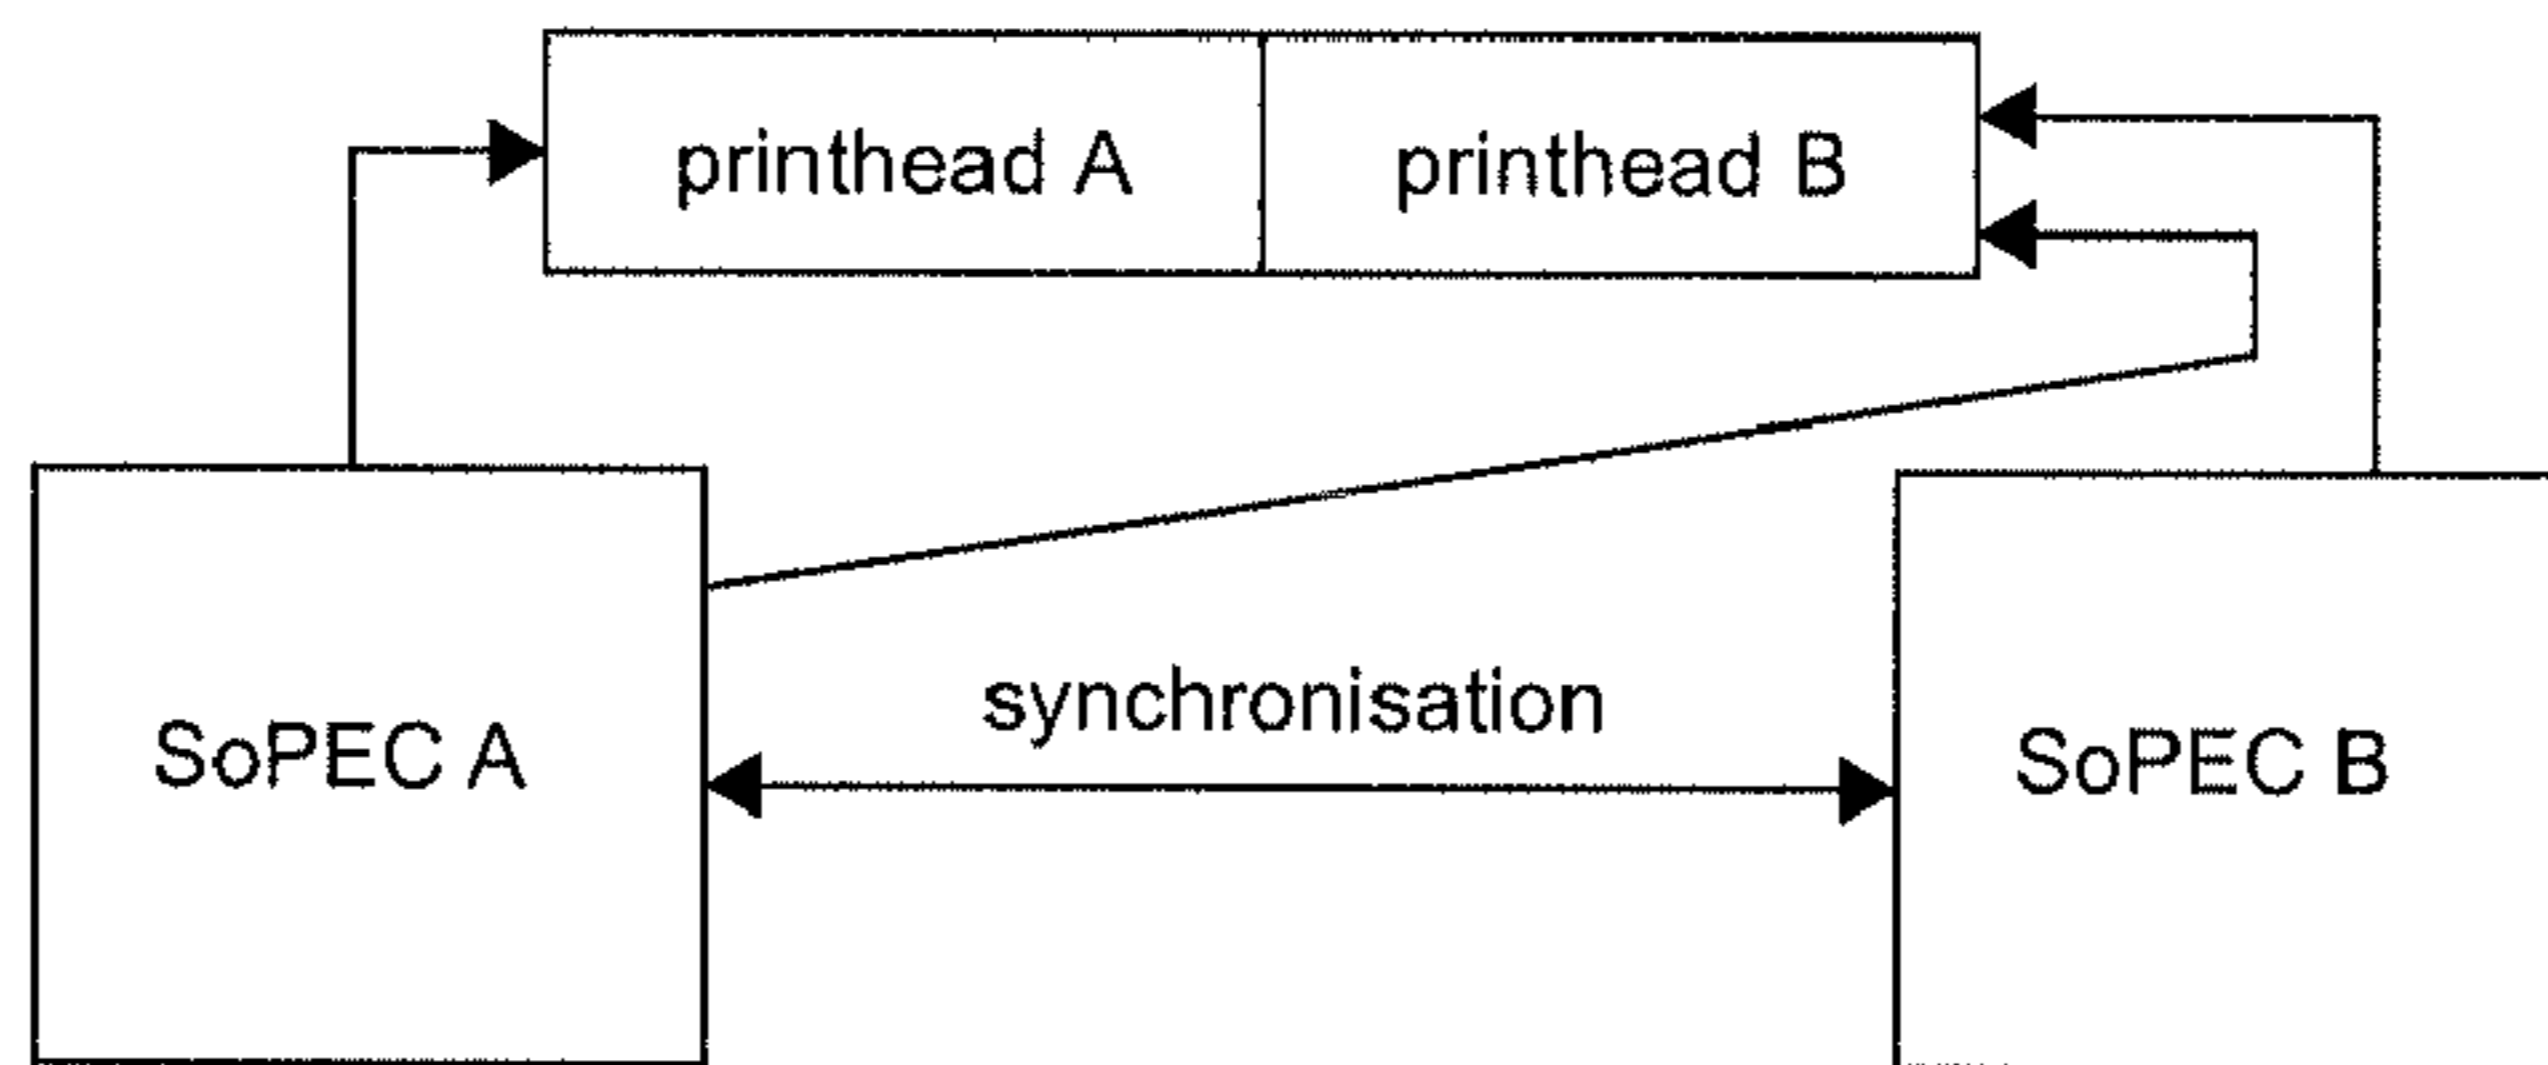 printhead A
printhead B
synchronisation
SoPEC A
SoPEC B